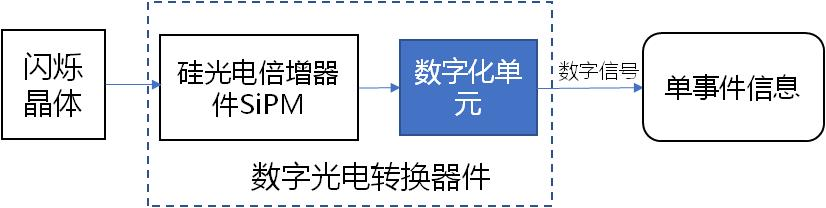 闪烁
晶体
硅光电倍增器
件SiPM
数字化单
元
数字信号
单事件信息
数字光电转换器件